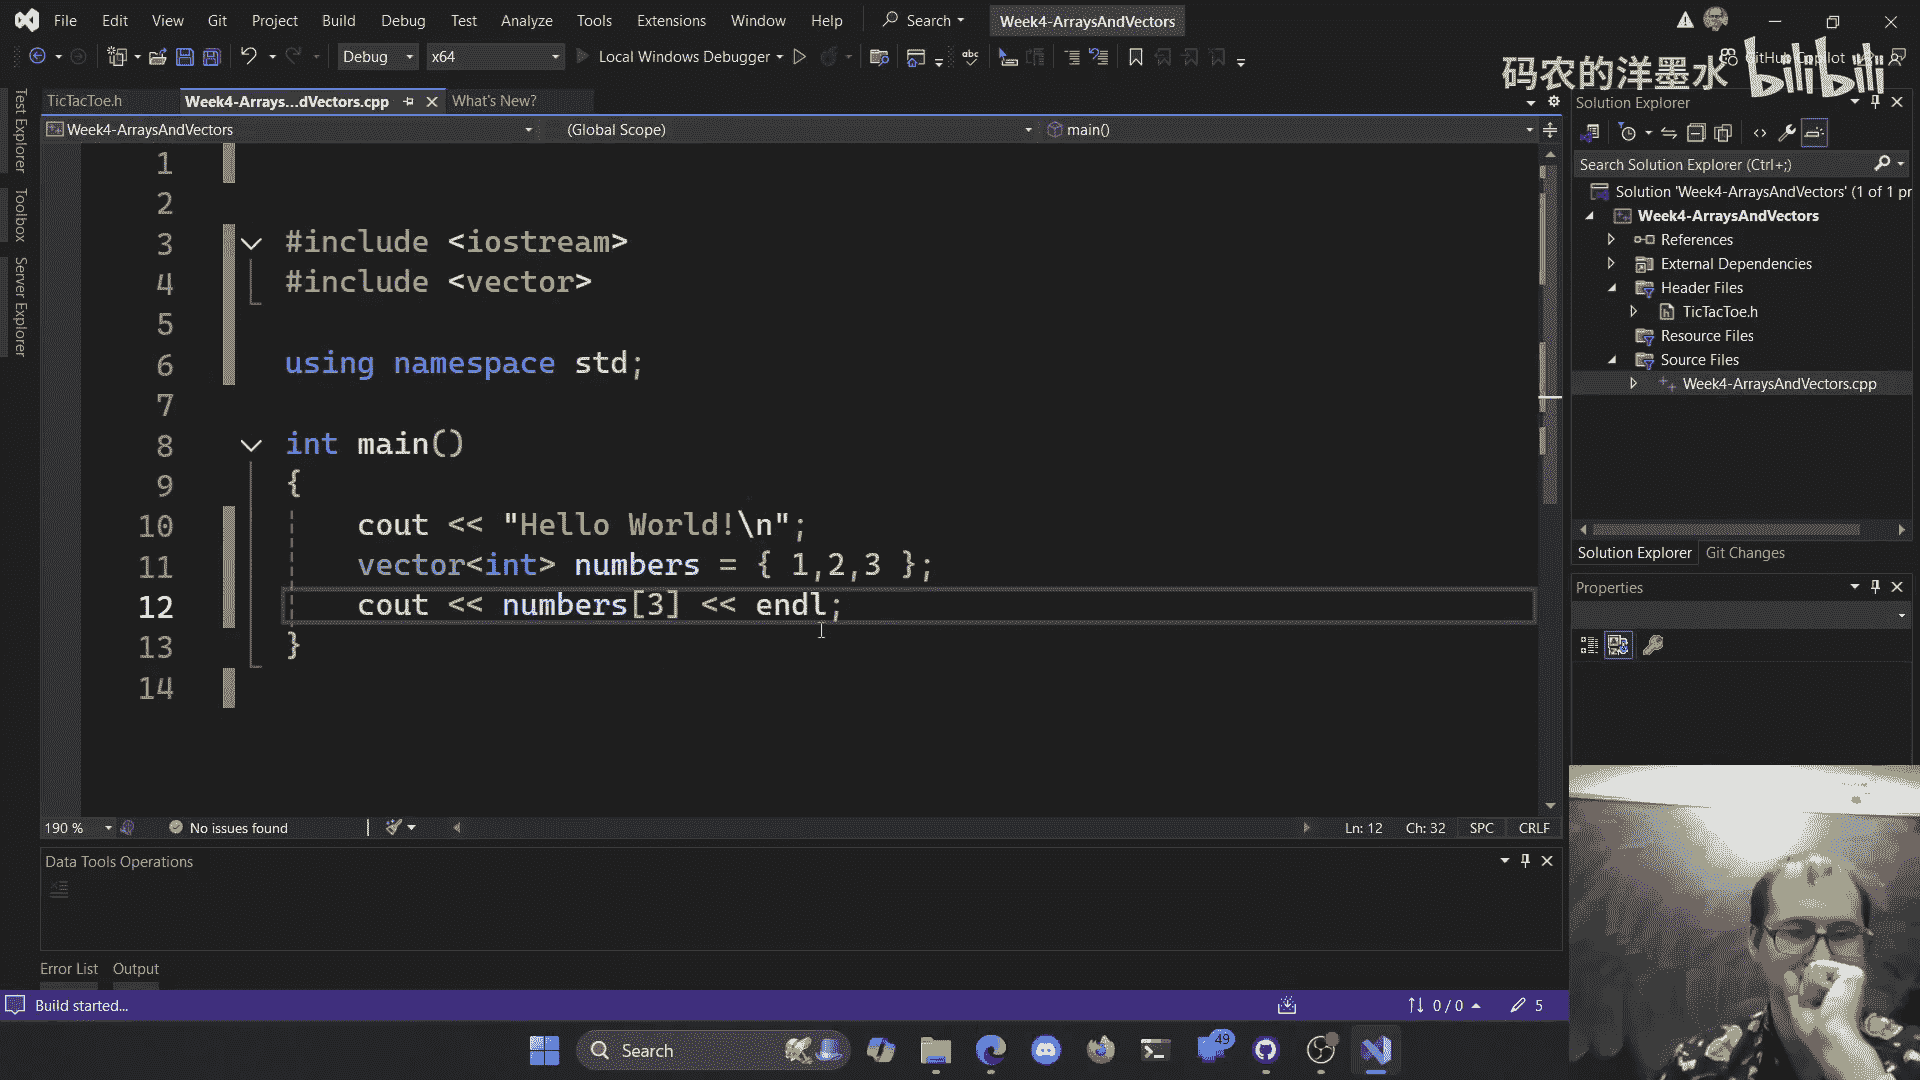 File Edit View Git Project Build Debug Test Analyze Tools Extensions Window Help Search Week4-ArraysAndVectors
Debug x64 Local Windows Debugger
码农的洋墨水 bilibili
TicTacToe.h Week4-Arrays...dVectors.cpp What's New?
Week4-ArraysAndVectors (Global Scope) main()
Test Explorer
Toolbox
Server Explorer
1
2
3 #include <iostream>
4 #include <vector>
5
6 using namespace std;
7
8 int main()
9 {
10 cout << "Hello World!\n";
11 vector<int> numbers = { 1,2,3 };
12 cout << numbers[3] << endl;
13 }
14
190 % No issues found Ln: 12 Ch: 32 SPC CRLF
Data Tools Operations
Error List Output
Build started... 0 / 0 5
Solution Explorer
Search Solution Explorer (Ctrl+;)
Solution 'Week4-ArraysAndVectors' (1 of 1 pr
Week4-ArraysAndVectors
References
External Dependencies
Header Files
TicTacToe.h
Resource Files
Source Files
Week4-ArraysAndVectors.cpp
Solution Explorer Git Changes
Properties
Search
49